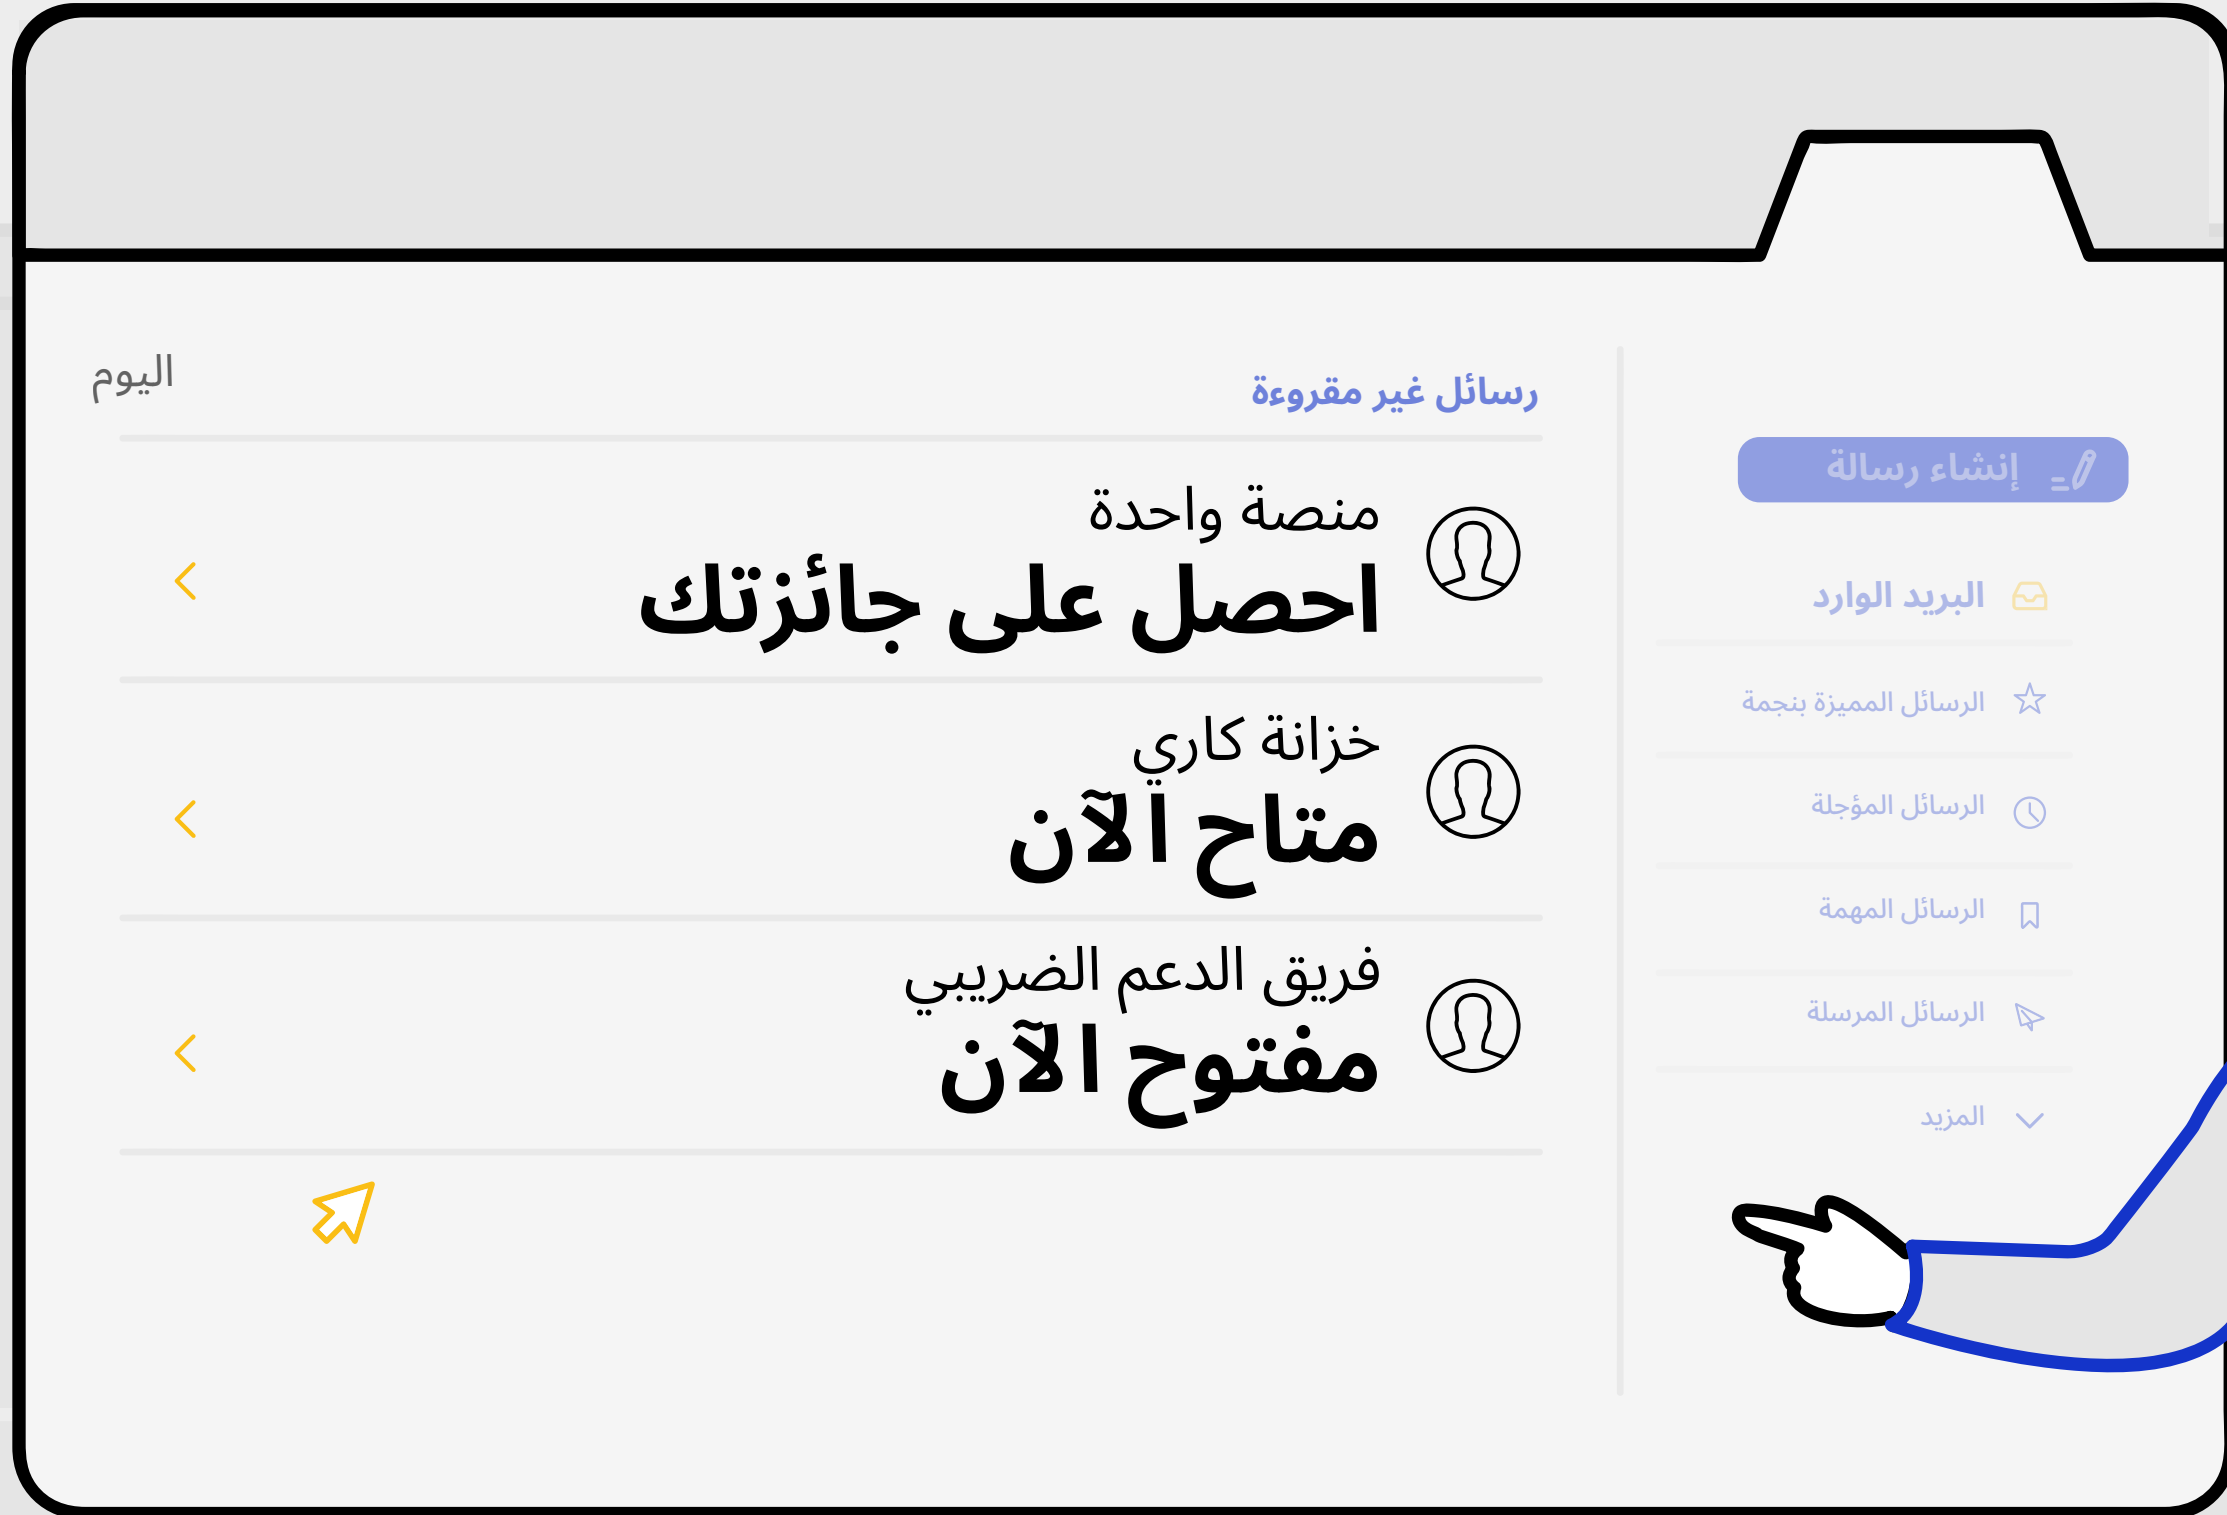 اليوم
رسائل غير مقروءة
منصة واحدة
احصل على جائزتك
خزانة كاري
متاح الآن
فريق الدعم الضريبي
مفتوح الآن
إنشاء رسالة
البريد الوارد
الرسائل المميزة بنجمة
الرسائل المؤجلة
الرسائل المهمة
الرسائل المرسلة
المزيد